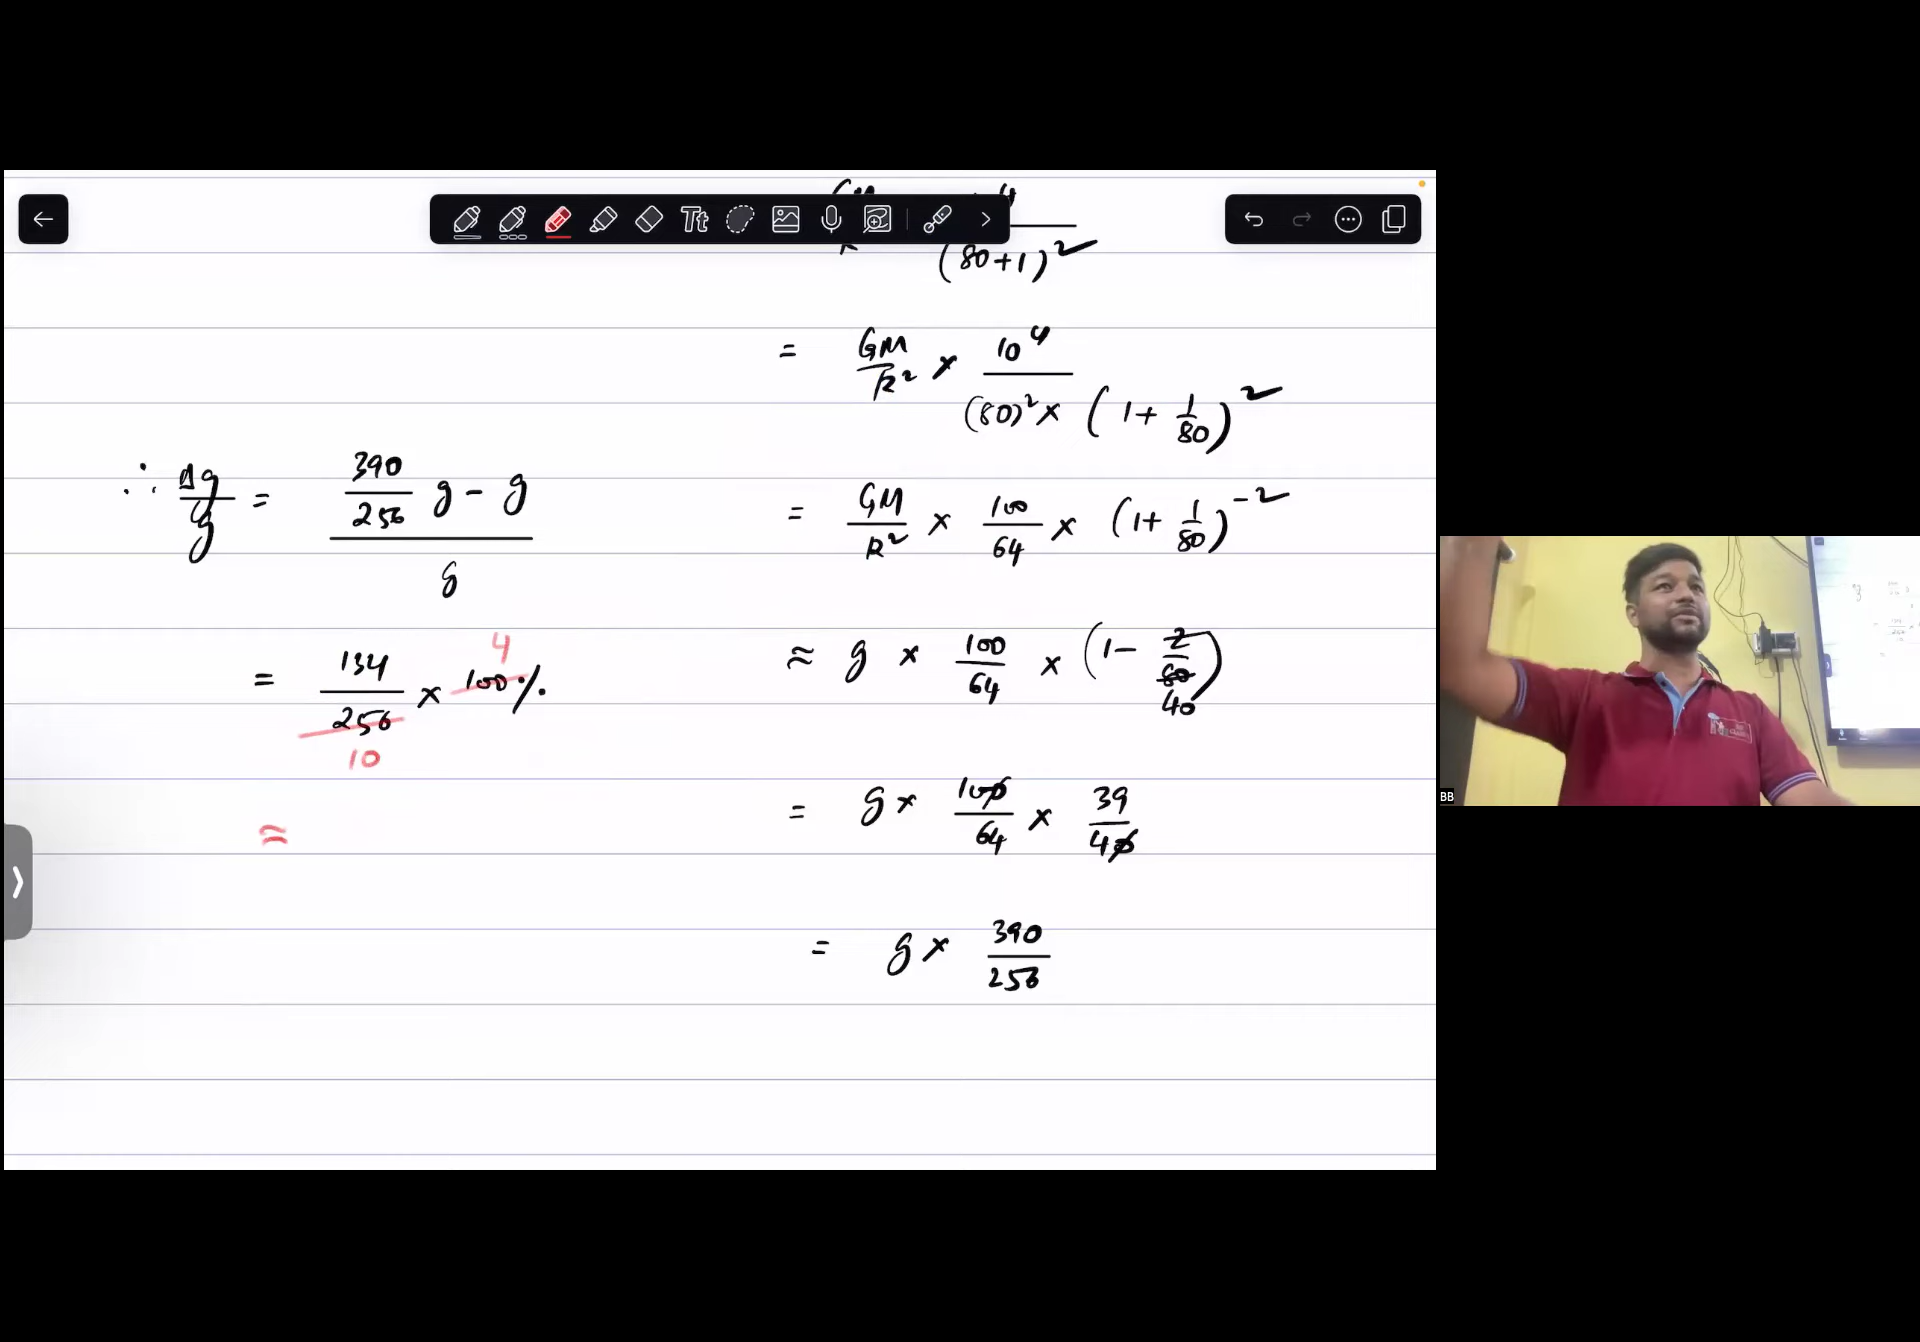 Tt
(80+1)²
= GM/R² × 10⁴/((80)² × (1 + 1/80)²)
= GM/R² × 100/64 × (1 + 1/80)⁻²
≈ g × 100/64 × (1 − 2/80 40)
= g × 100/64 × 39/40
= g × 390/256
∴ Δg/g = (390/256 g − g)/g
= 134/256 × 100 %
4
10
≈
BB